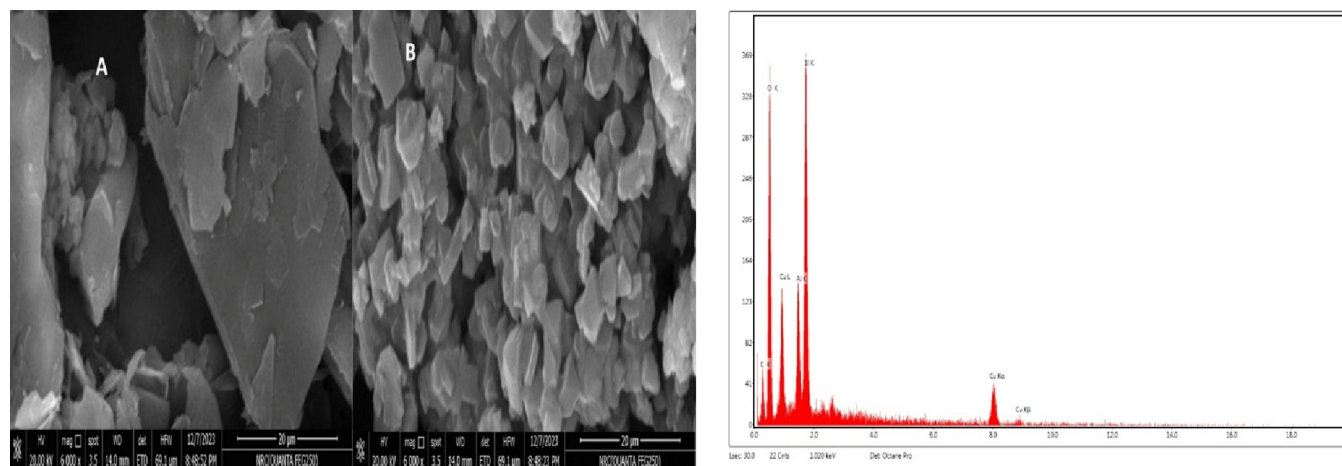 A
B
HV mag □ spot WD det HFW 12/7/2023 20 µm
20.00 kV 6 000 x 3.5 14.0 mm ETD 69.1 µm 8:48:52 PM NRC(QUANTA FEG250)
HV mag □ spot WD det HFW 12/7/2023 20 µm
20.00 kV 6 000 x 3.5 14.0 mm ETD 69.1 µm 8:48:23 PM NRC(QUANTA FEG250)
369
328
287
246
205
164
123
82
41
0
O K
Si K
Cu L
Al K
C K
Cu Kα
Cu Kβ
0.0 2.0 4.0 6.0 8.0 10.0 12.0 14.0 16.0 18.0
Lsec: 30.0 22 Cnts 2.020 keV Det: Octane Pro